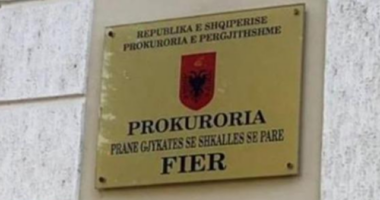 REPUBLIKA E SHQIPERISE
PROKURORIA E PERGJITHSHME
PROKURORIA
PRANE GJYKATES SE SHKALLES SE PARE
FIER